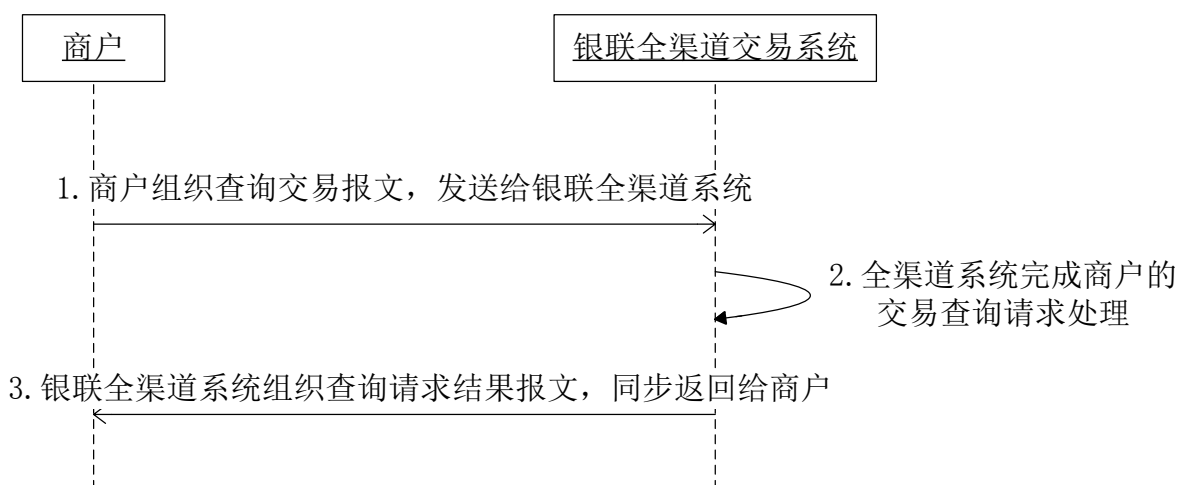 商户
银联全渠道交易系统
1.商户组织查询交易报文，发送给银联全渠道系统
2.全渠道系统完成商户的
交易查询请求处理
3.银联全渠道系统组织查询请求结果报文，同步返回给商户